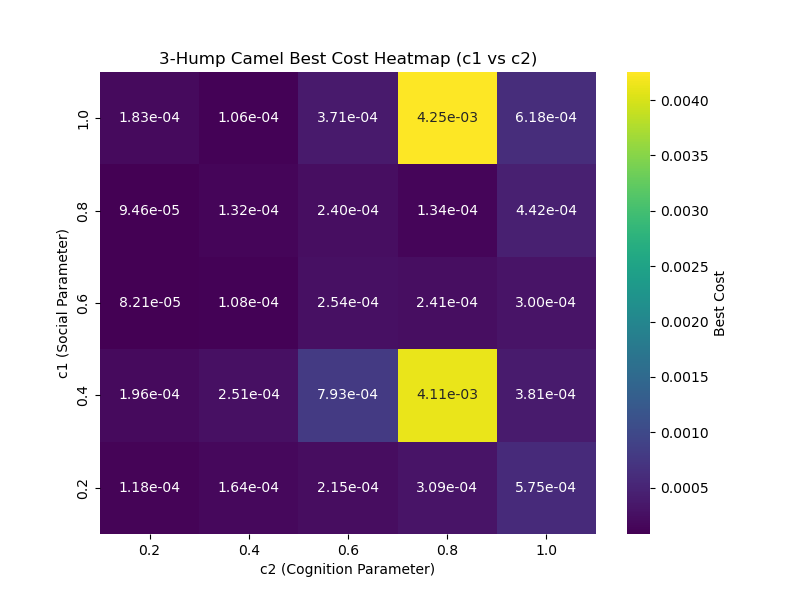 3-Hump Camel Best Cost Heatmap (c1 vs c2)
c1 (Social Parameter)
1.0 1.83e-04 1.06e-04 3.71e-04 4.25e-03 6.18e-04
0.8 9.46e-05 1.32e-04 2.40e-04 1.34e-04 4.42e-04
0.6 8.21e-05 1.08e-04 2.54e-04 2.41e-04 3.00e-04
0.4 1.96e-04 2.51e-04 7.93e-04 4.11e-03 3.81e-04
0.2 1.18e-04 1.64e-04 2.15e-04 3.09e-04 5.75e-04
0.2 0.4 0.6 0.8 1.0
c2 (Cognition Parameter)
0.0040
0.0035
0.0030
0.0025
0.0020
0.0015
0.0010
0.0005
Best Cost